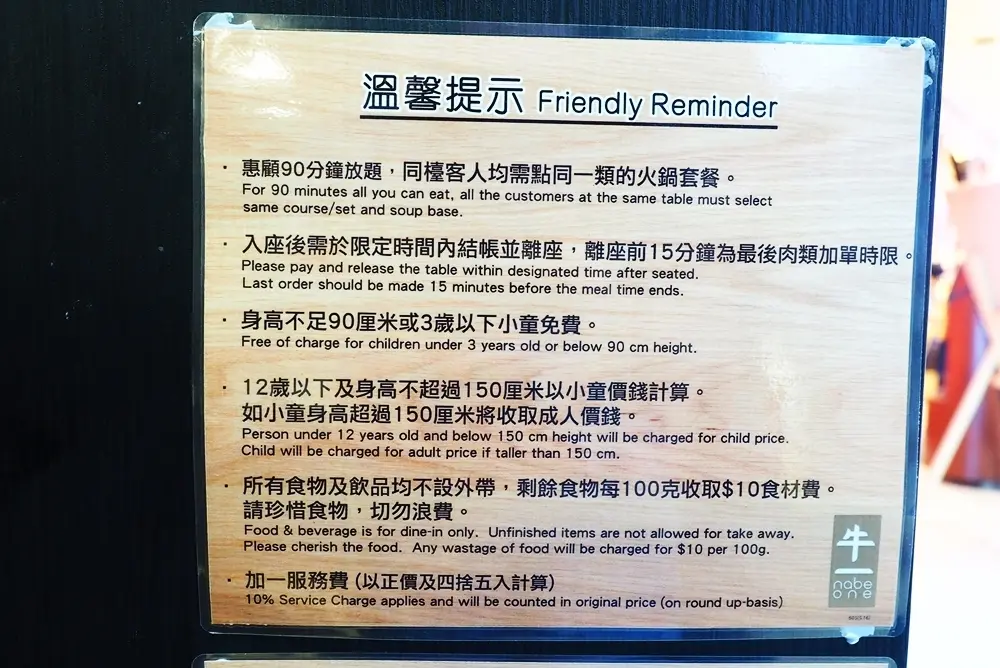 溫馨提示 Friendly Reminder
· 惠顧90分鐘放題，同檯客人均需點同一類的火鍋套餐。
For 90 minutes all you can eat, all the customers at the same table must select
same course/set and soup base.
· 入座後需於限定時間內結帳並離座，離座前15分鐘為最後肉類加單時限。
Please pay and release the table within designated time after seated.
Last order should be made 15 minutes before the meal time ends.
· 身高不足90厘米或3歲以下小童免費。
Free of charge for children under 3 years old or below 90 cm height.
· 12歲以下及身高不超過150厘米以小童價錢計算。
如小童身高超過150厘米將收取成人價錢。
Person under 12 years old and below 150 cm height will be charged for child price.
Child will be charged for adult price if taller than 150 cm.
· 所有食物及飲品均不設外帶，剩餘食物每100克收取$10食材費。
請珍惜食物，切勿浪費。
Food & beverage is for dine-in only. Unfinished items are not allowed for take away.
Please cherish the food. Any wastage of food will be charged for $10 per 100g.
· 加一服務費 (以正價及四捨五入計算)
10% Service Charge applies and will be counted in original price (on round up-basis)
牛一
nabe
one